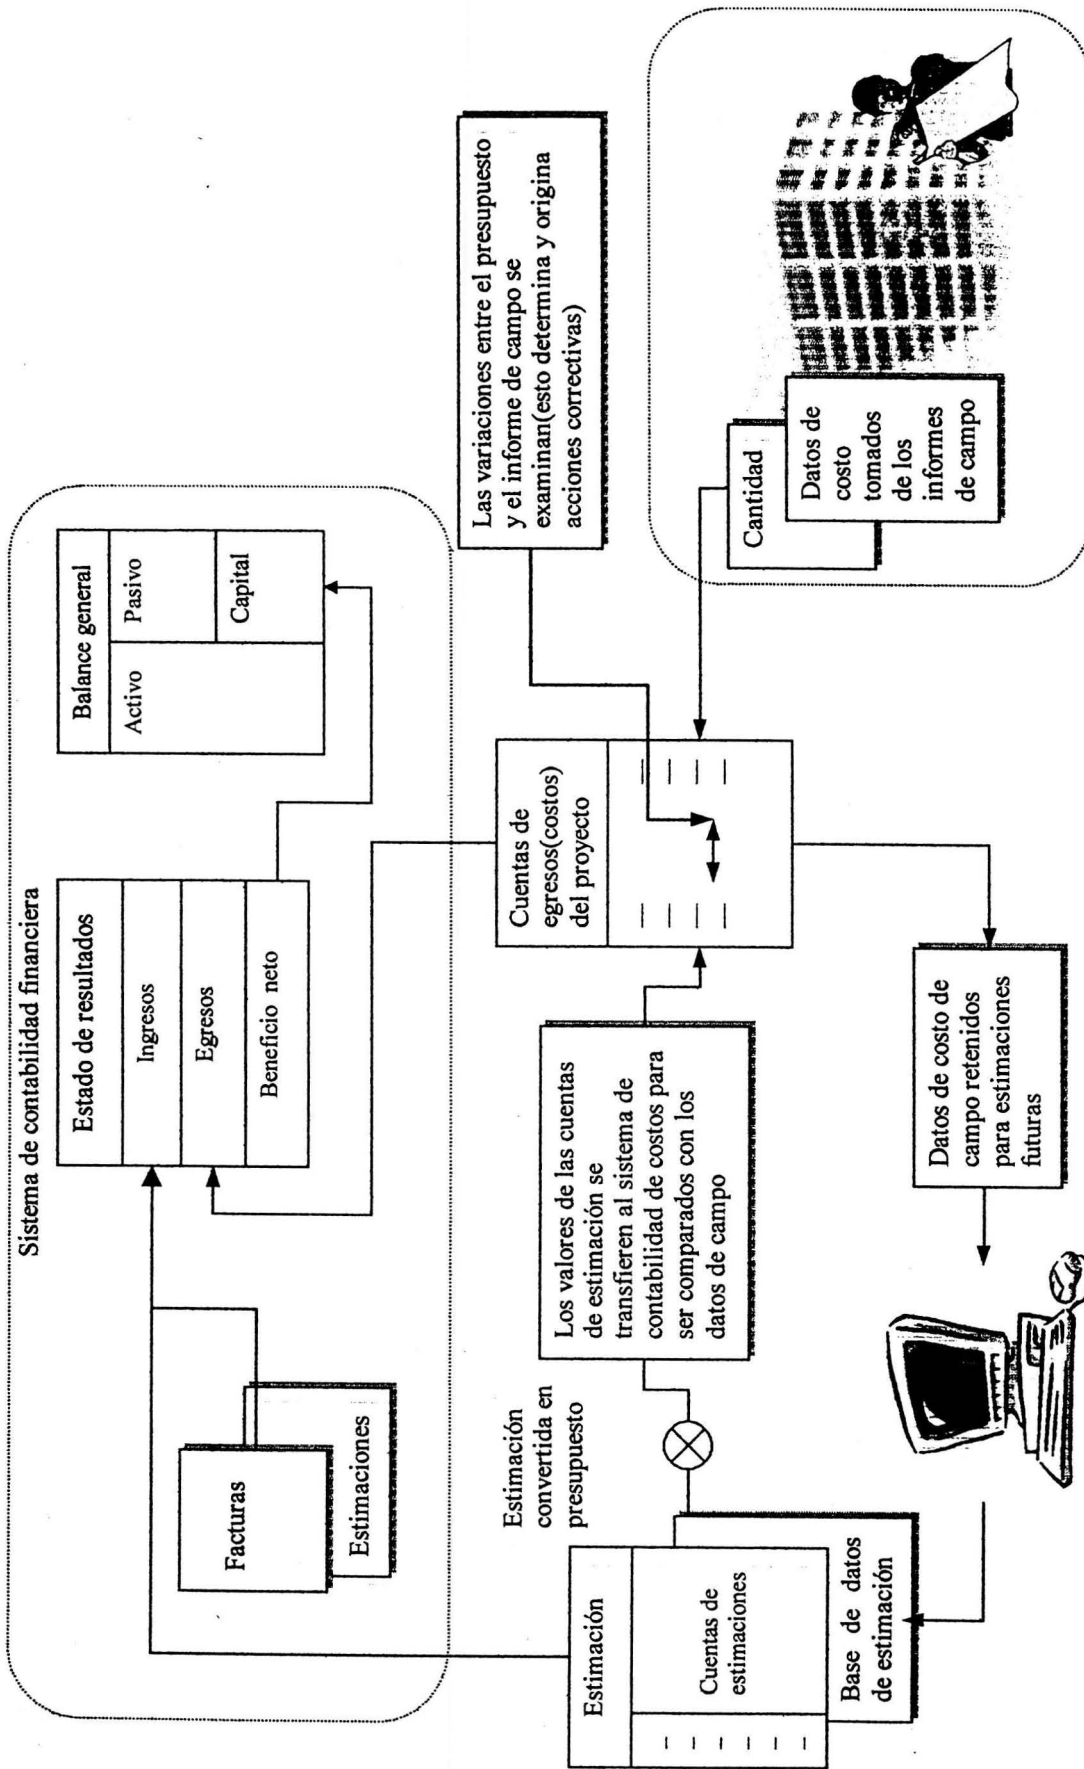 Sistema de contabilidad financiera
Facturas
Estimaciones
Estado de resultados
Ingresos
Egresos
Beneficio neto
Balance general
Activo
Pasivo
Capital
Estimación
Cuentas de
estimaciones
Base de datos
de estimación
Estimación
convertida en
presupuesto
Los valores de las cuentas
de estimación se
transfieren al sistema de
contabilidad de costos para
ser comparados con los
datos de campo
Cuentas de
egresos(costos)
del proyecto
Las variaciones entre el presupuesto
y el informe de campo se
examinan(esto determina y origina
acciones correctivas)
Cantidad
Datos de
costo
tomados
de los
informes
de campo
Datos de costo de
campo retenidos
para estimaciones
futuras